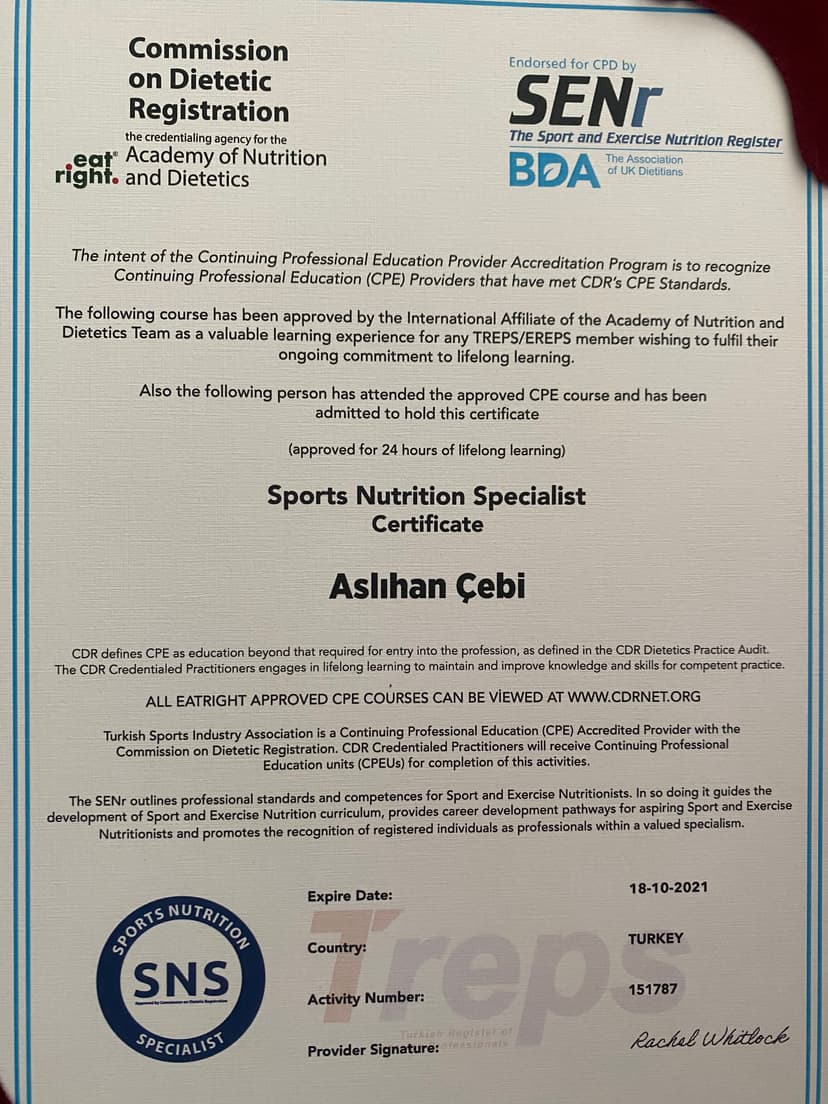 Commission
on Dietetic
Registration
the credentialing agency for the
eat® Academy of Nutrition
right. and Dietetics
Endorsed for CPD by
SENr
The Sport and Exercise Nutrition Register
BDA The Association
of UK Dietitians
The intent of the Continuing Professional Education Provider Accreditation Program is to recognize
Continuing Professional Education (CPE) Providers that have met CDR's CPE Standards.
The following course has been approved by the International Affiliate of the Academy of Nutrition and
Dietetics Team as a valuable learning experience for any TREPS/EREPS member wishing to fulfil their
ongoing commitment to lifelong learning.
Also the following person has attended the approved CPE course and has been
admitted to hold this certificate
(approved for 24 hours of lifelong learning)
Sports Nutrition Specialist
Certificate
Aslıhan Çebi
CDR defines CPE as education beyond that required for entry into the profession, as defined in the CDR Dietetics Practice Audit.
The CDR Credentialed Practitioners engages in lifelong learning to maintain and improve knowledge and skills for competent practice.
ALL EATRIGHT APPROVED CPE COURSES CAN BE VİEWED AT WWW.CDRNET.ORG
Turkish Sports Industry Association is a Continuing Professional Education (CPE) Accredited Provider with the
Commission on Dietetic Registration. CDR Credentialed Practitioners will receive Continuing Professional
Education units (CPEUs) for completion of this activities.
The SENr outlines professional standards and competences for Sport and Exercise Nutritionists. In so doing it guides the
development of Sport and Exercise Nutrition curriculum, provides career development pathways for aspiring Sport and Exercise
Nutritionists and promotes the recognition of registered individuals as professionals within a valued specialism.
SPORTS NUTRITION
SNS
Approved by Commission on Dietetic Registration
SPECIALIST
Treps
Turkish Register of
Expire Date: 18-10-2021
Country: TURKEY
Activity Number: 151787
Provider Signature: Rachel Whitlock